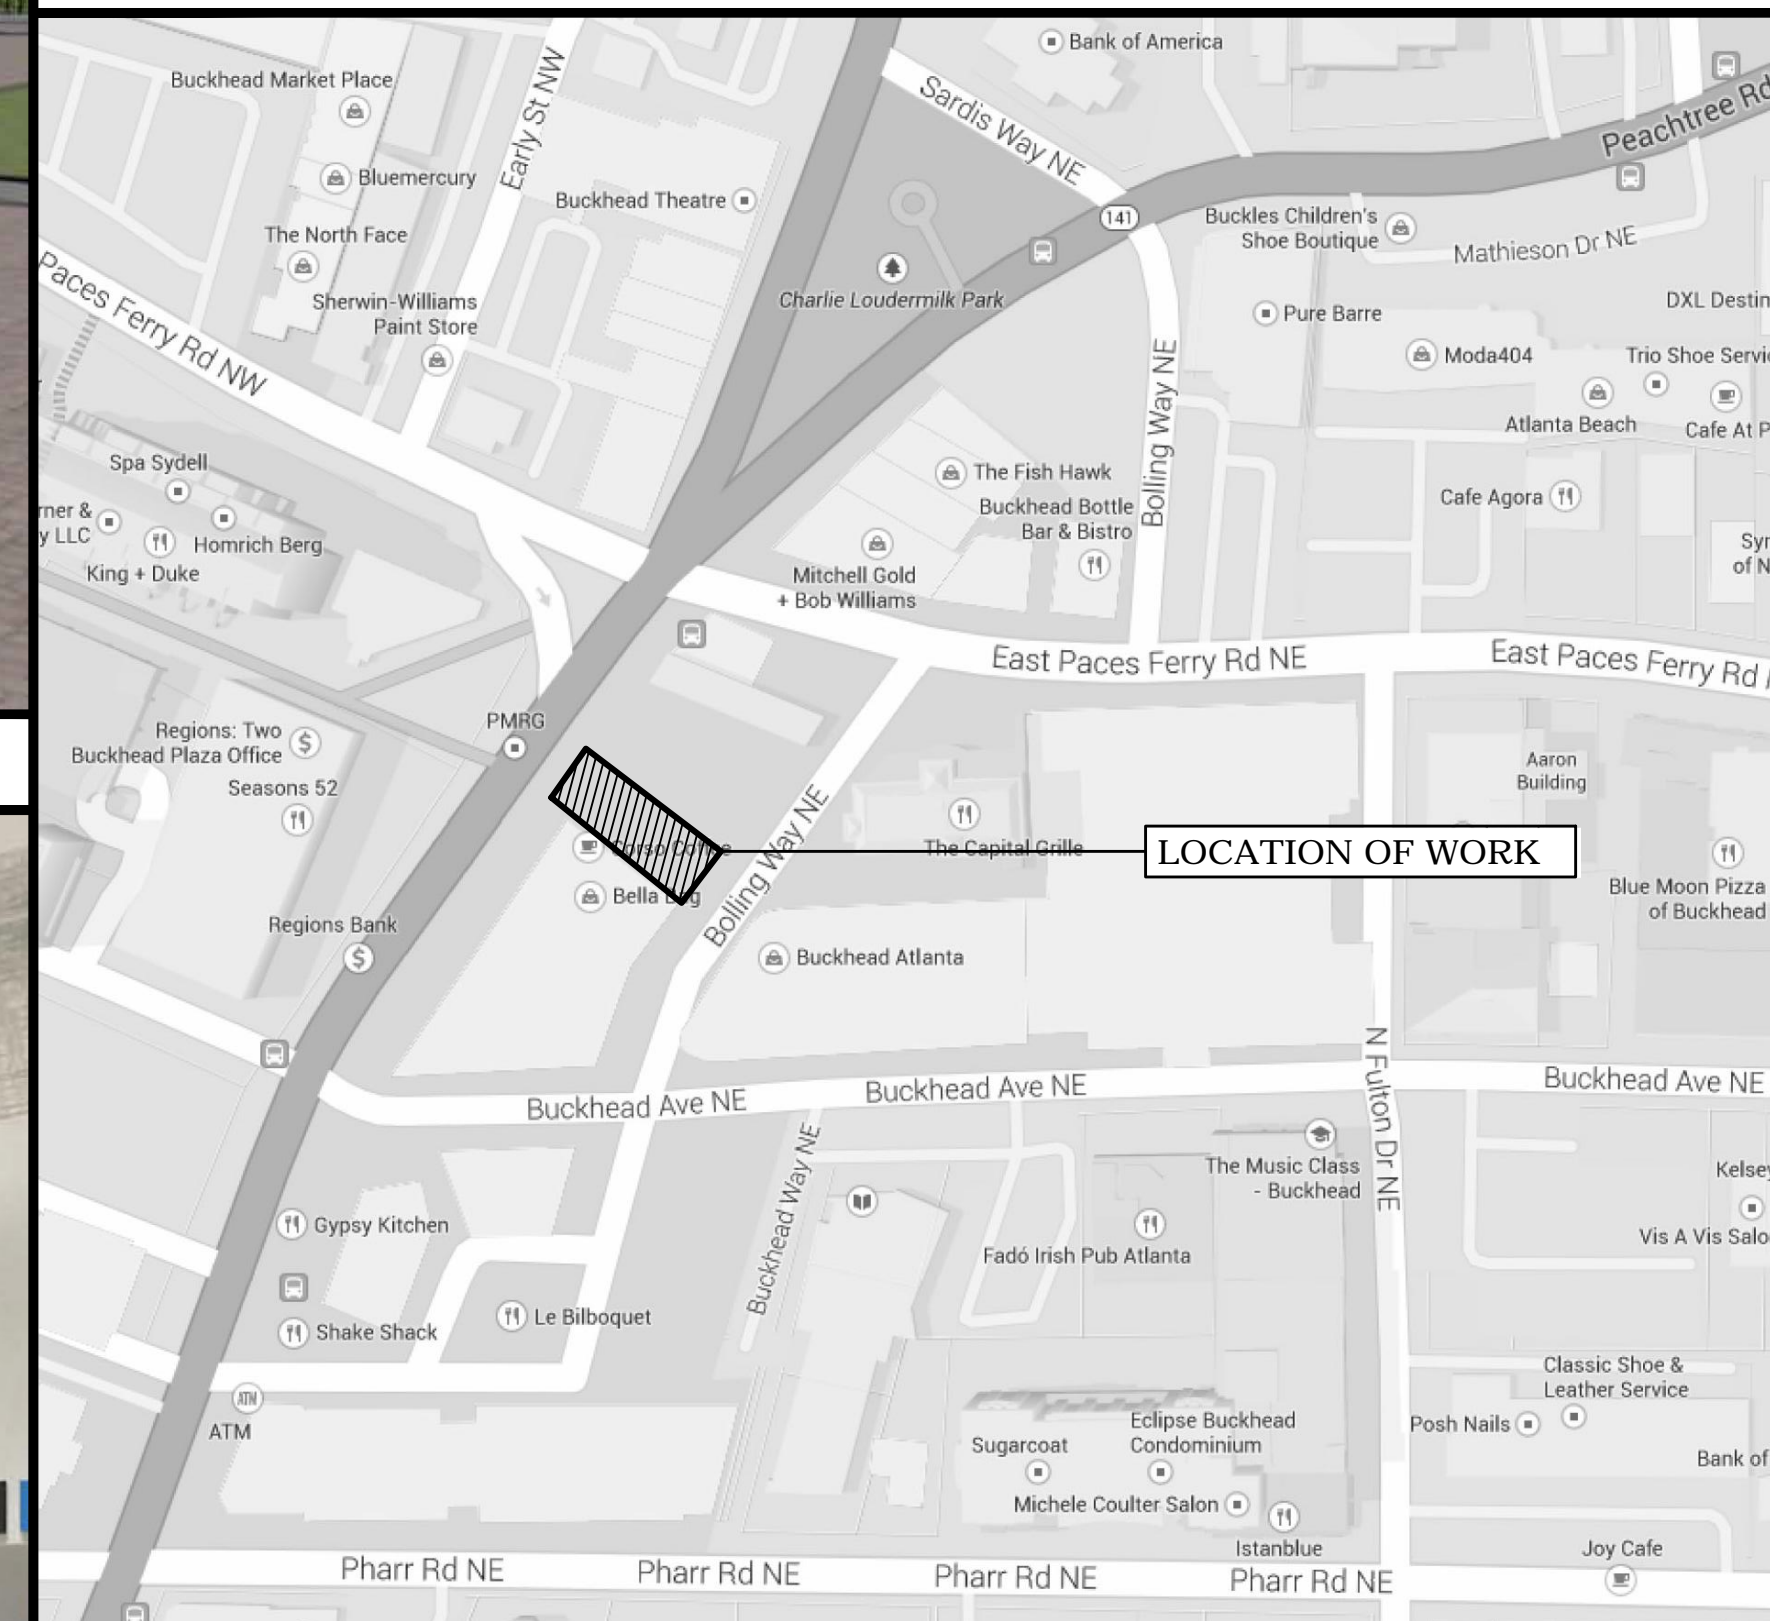 Bank of America
Buckhead Market Place
Early St NW
Sardis Way NE
Peachtree Rd
Bluemercury
Buckhead Theatre
141
Buckles Children's
Shoe Boutique
Mathieson Dr NE
The North Face
Paces Ferry Rd NW
Sherwin-Williams
Paint Store
Charlie Loudermilk Park
Pure Barre
DXL
Moda404
Trio Shoe
Bolling Way NE
Atlanta Beach
Cafe At P
Spa Sydell
The Fish Hawk
Buckhead Bottle
Bar & Bistro
Cafe Agora
&
LLC
Homrich Berg
King + Duke
Mitchell Gold
+ Bob Williams
of N
East Paces Ferry Rd NE
East Paces Ferry Rd
PMRG
Regions: Two
Buckhead Plaza Office
Seasons 52
Aaron
Building
Bolling Way NE
Corso Coffee
The Capital Grille
LOCATION OF WORK
Bella Bag
Blue Moon Pizza
of Buckhead
Regions Bank
Buckhead Atlanta
N Fulton Dr NE
Buckhead Ave NE
Buckhead Ave NE
Buckhead Ave NE
Buckhead Way NE
The Music Class
- Buckhead
Kelsey
Gypsy Kitchen
Fadó Irish Pub Atlanta
Vis A Vis
Shake Shack
Le Bilboquet
Classic Shoe &
Leather Service
ATM
ATM
Sugarcoat
Eclipse Buckhead
Condominium
Posh Nails
Bank of
Michele Coulter Salon
Istanblue
Joy Cafe
Pharr Rd NE
Pharr Rd NE
Pharr Rd NE
Pharr Rd NE